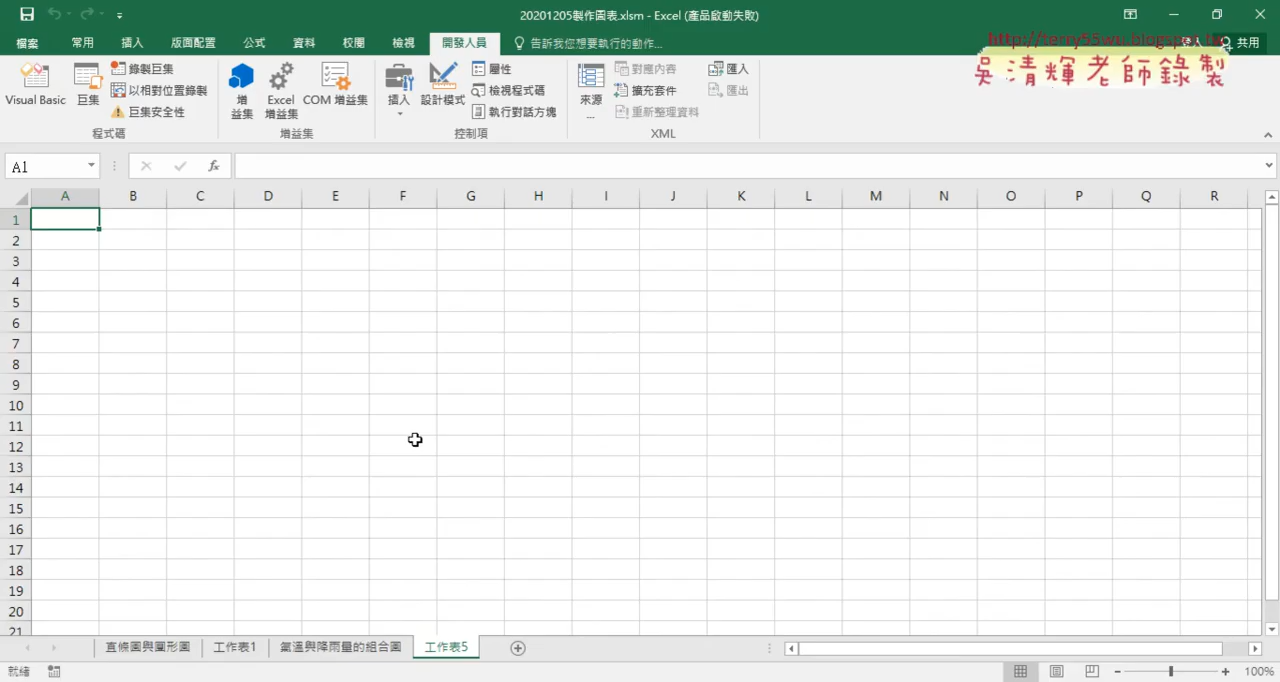 20201205製作圖表.xlsm - Excel (產品啟動失敗)
檔案 常用 插入 版面配置 公式 資料 校閱 檢視 開發人員 告訴我您想要執行的動作... 登入 共用
http://terry55wu.blogspot.tw
吳清輝老師錄製
Visual Basic 巨集 錄製巨集 以相對位置錄製 巨集安全性
程式碼
增益集 Excel 增益集 COM 增益集
增益集
插入 設計模式 屬性 檢視程式碼 執行對話方塊
控制項
來源... 對應內容 擴充套件 重新整理資料 匯入 匯出
XML
A1 fx
A B C D E F G H I J K L M N O P Q R
1
2
3
4
5
6
7
8
9
10
11
12
13
14
15
16
17
18
19
20
21
直條圖與圖形圖 工作表1 氣溫與降雨量的組合圖 工作表5
就緒 100%